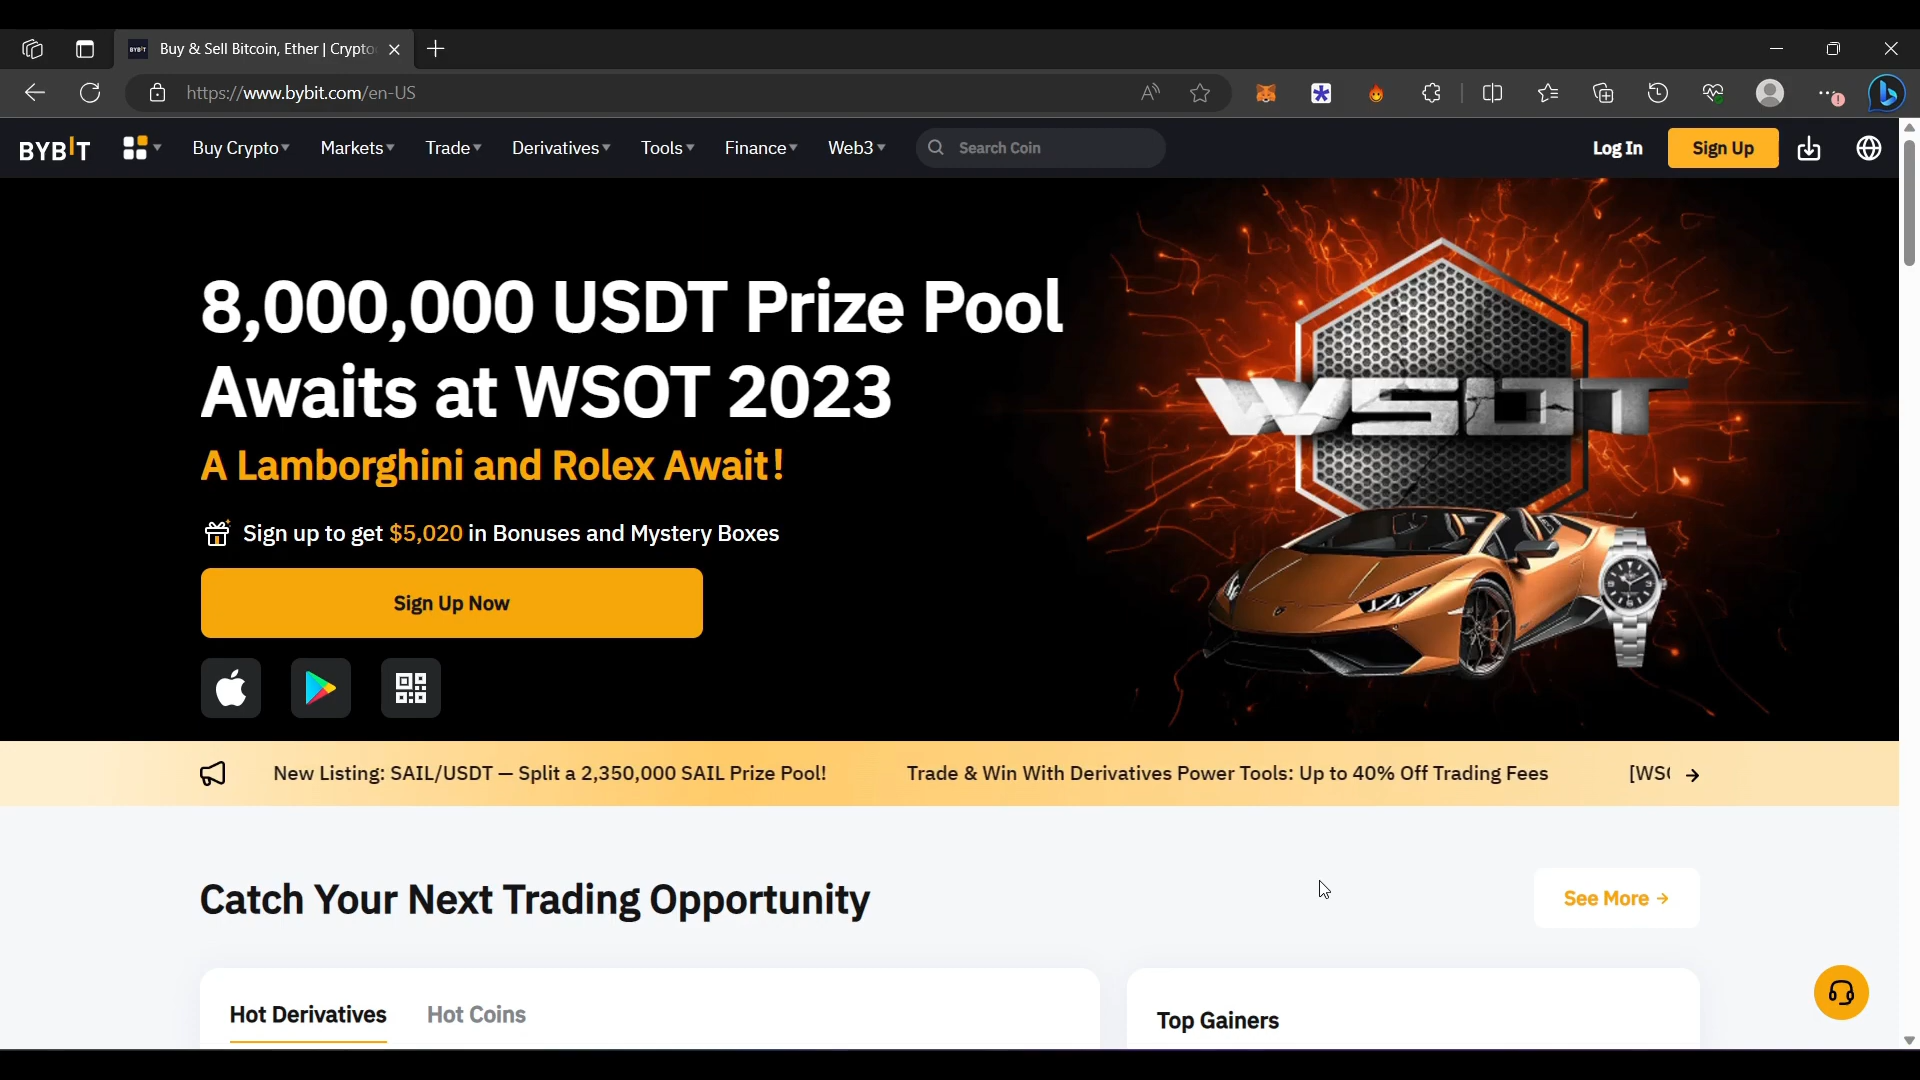 Buy & Sell Bitcoin, Ether | Crypto
https://www.bybit.com/en-US
BYBIT
Buy Crypto
Markets
Trade
Derivatives
Tools
Finance
Web3
Search Coin
Log In
Sign Up
8,000,000 USDT Prize Pool
Awaits at WSOT 2023
A Lamborghini and Rolex Await!
Sign up to get $5,020 in Bonuses and Mystery Boxes
Sign Up Now
WSOT
New Listing: SAIL/USDT — Split a 2,350,000 SAIL Prize Pool!
Trade & Win With Derivatives Power Tools: Up to 40% Off Trading Fees
[WS
Catch Your Next Trading Opportunity
See More →
Hot Derivatives
Hot Coins
Top Gainers